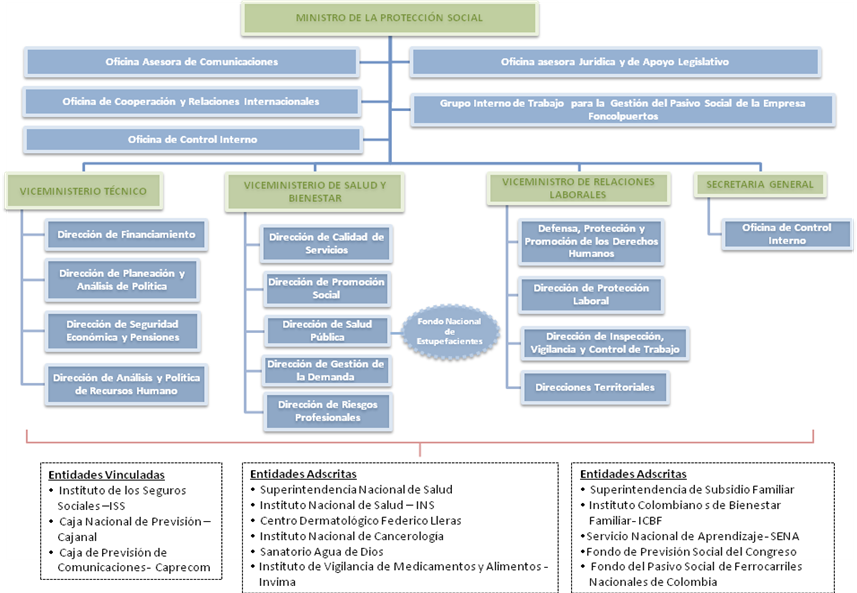 MINISTRO DE LA PROTECCIÓN SOCIAL
Oficina Asesora de Comunicaciones
Oficina asesora Juridica y de Apoyo Legislativo
Oficina de Cooperación y Relaciones Internacionales
Grupo Interno de Trabajo para la Gestión del Pasivo Social de la Empresa
Foncolpuertos
Oficina de Control Interno
VICEMINISTERIO TÉCNICO
Dirección de Financiamiento
Dirección de Planeación y
Análisis de Política
Dirección de Seguridad
Económica y Pensiones
Dirección de Análisis y Política
de Recursos Humano
VICEMINISTERIO DE SALUD Y
BIENESTAR
Dirección de Calidad de
Servicios
Dirección de Promoción
Social
Dirección de Salud
Pública
Fondo Nacional
de
Estupefacientes
Dirección de Gestión de
la Demanda
Dirección de Riesgos
Profesionales
VICEMINISTRO DE RELACIONES
LABORALES
Defensa, Protección y
Promoción de los Derechos
Humanos
Dirección de Protección
Laboral
Dirección de Inspección,
Vigilancia y Control de Trabajo
Direcciones Territoriales
SECRETARIA GENERAL
Oficina de Control
Interno
Entidades Vinculadas
• Instituto de los Seguros
Sociales –ISS
• Caja Nacional de Previsión –
Cajanal
• Caja de Previsión de
Comunicaciones- Caprecom
Entidades Adscritas
• Superintendencia Nacional de Salud
• Instituto Nacional de Salud – INS
• Centro Dermatológico Federico Lleras
• Instituto Nacional de Cancerología
• Sanatorio Agua de Dios
• Instituto de Vigilancia de Medicamentos y Alimentos -
Invima
Entidades Adscritas
• Superintendencia de Subsidio Familiar
• Instituto Colombiano s de Bienestar
Familiar- ICBF
•Servicio Nacional de Aprendizaje- SENA
•Fondo de Previsión Social del Congreso
• Fondo del Pasivo Social de Ferrocarriles
Nacionales de Colombia